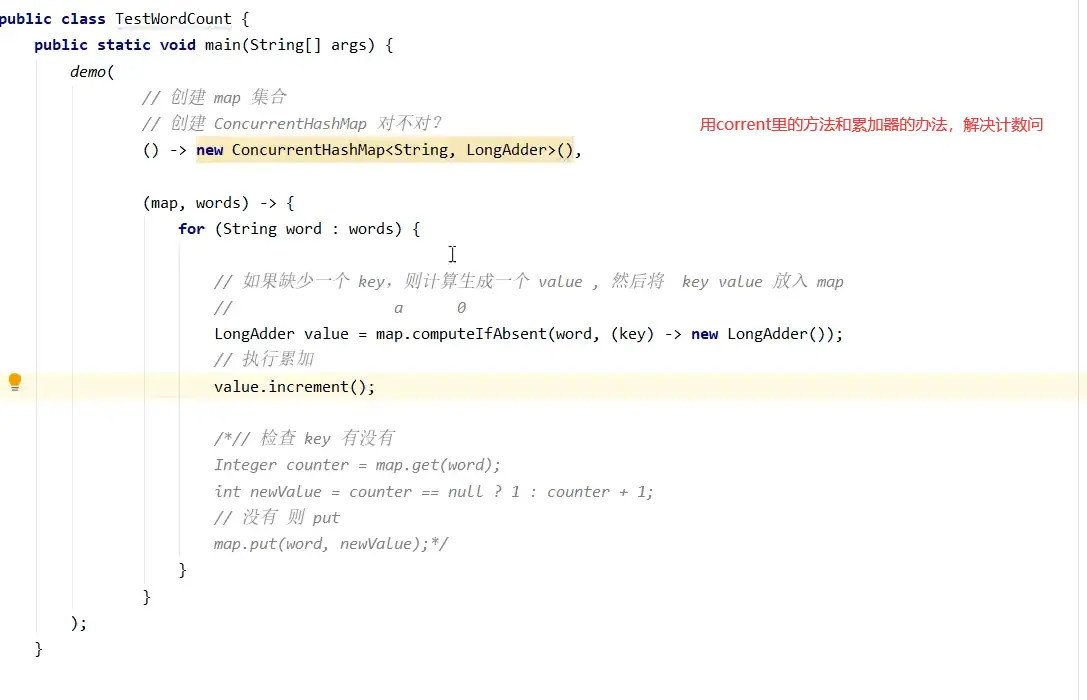 public class TestWordCount {
public static void main(String[] args) {
demo(
// 创建 map 集合
// 创建 ConcurrentHashMap 对不对？
用corrent里的方法和累加器的办法，解决计数问
() -> new ConcurrentHashMap<String, LongAdder>(),
(map, words) -> {
for (String word : words) {
// 如果缺少一个 key，则计算生成一个 value , 然后将 key value 放入 map
// a 0
LongAdder value = map.computeIfAbsent(word, (key) -> new LongAdder());
// 执行累加
value.increment();
/*// 检查 key 有没有
Integer counter = map.get(word);
int newValue = counter == null ? 1 : counter + 1;
// 没有 则 put
map.put(word, newValue);*/
}
}
);
}